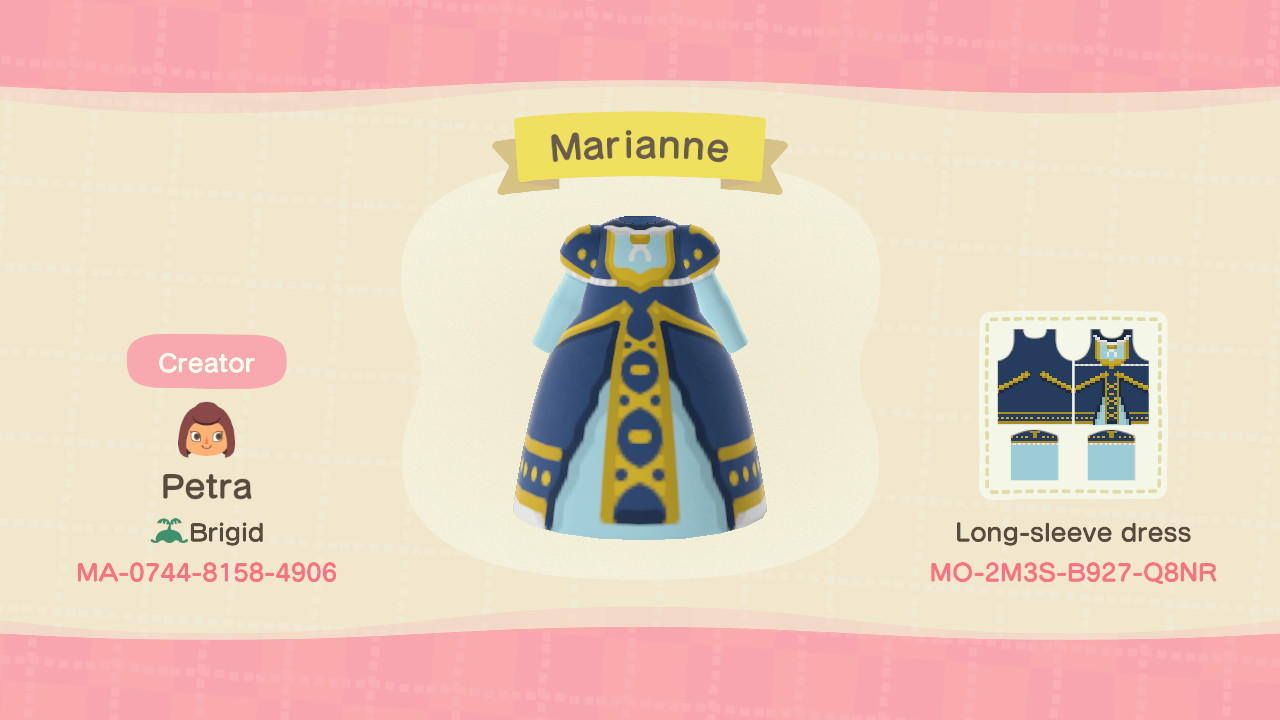 Marianne
Creator
Petra
Brigid
MA-0744-8158-4906
Long-sleeve dress
MO-2M3S-B927-Q8NR